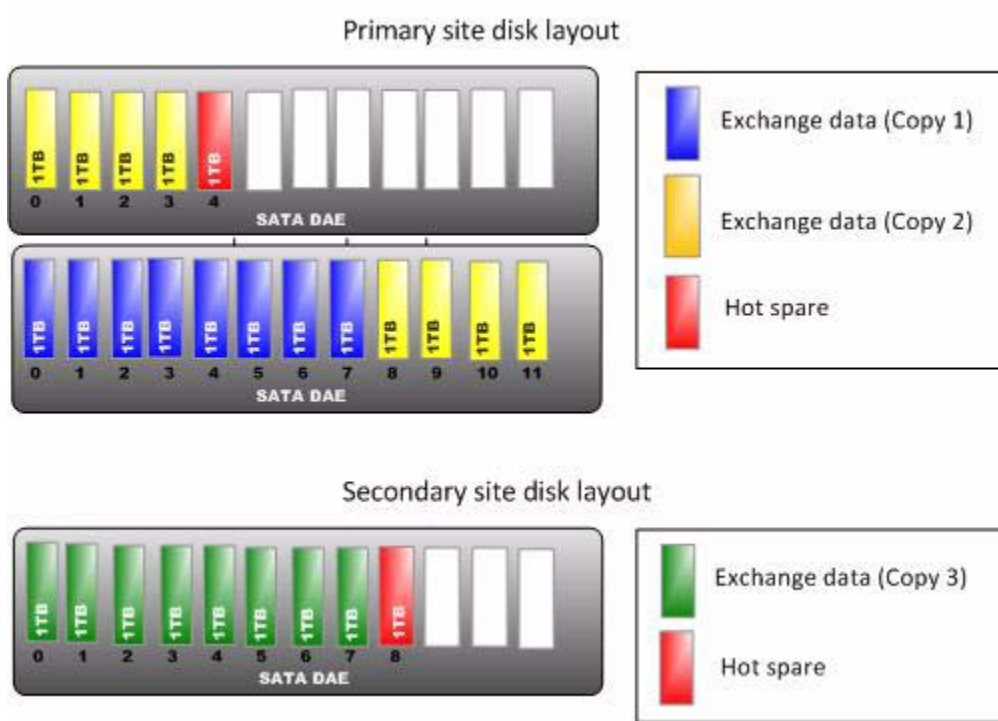 Primary site disk layout
1TB 1TB 1TB 1TB 1TB
0 1 2 3 4
SATA DAE
1TB 1TB 1TB 1TB 1TB 1TB 1TB 1TB 1TB 1TB 1TB 1TB
0 1 2 3 4 5 6 7 8 9 10 11
SATA DAE
Exchange data (Copy 1)
Exchange data (Copy 2)
Hot spare
Secondary site disk layout
1TB 1TB 1TB 1TB 1TB 1TB 1TB 1TB 1TB
0 1 2 3 4 5 6 7 8
SATA DAE
Exchange data (Copy 3)
Hot spare